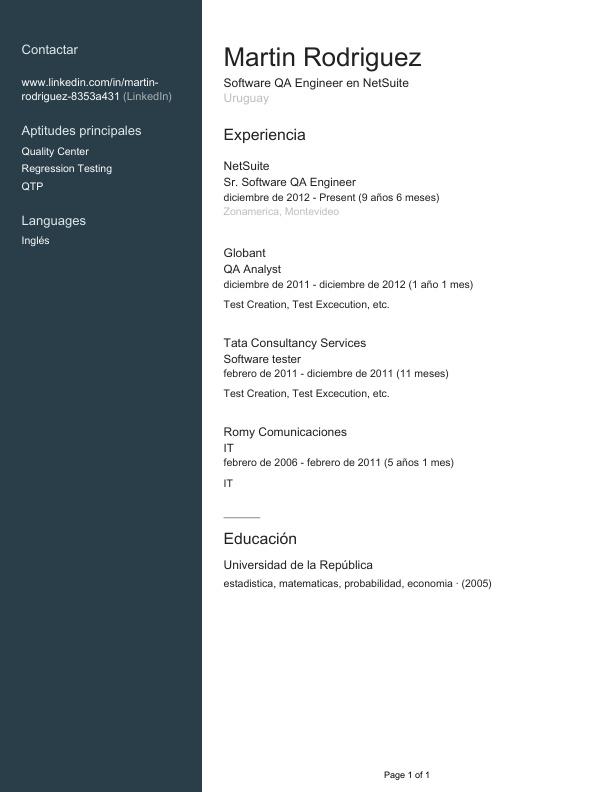 Contactar
www.linkedin.com/in/martin-
rodriguez-8353a431 (LinkedIn)
Aptitudes principales
Quality Center
Regression Testing
QTP
Languages
Inglés
Martin Rodriguez
Software QA Engineer en NetSuite
Uruguay
Experiencia
NetSuite
Sr. Software QA Engineer
diciembre de 2012 - Present (9 años 6 meses)
Zonamerica, Montevideo
Globant
QA Analyst
diciembre de 2011 - diciembre de 2012 (1 año 1 mes)
Test Creation, Test Excecution, etc.
Tata Consultancy Services
Software tester
febrero de 2011 - diciembre de 2011 (11 meses)
Test Creation, Test Excecution, etc.
Romy Comunicaciones
IT
febrero de 2006 - febrero de 2011 (5 años 1 mes)
IT
Educación
Universidad de la República
estadistica, matematicas, probabilidad, economia · (2005)
Page 1 of 1